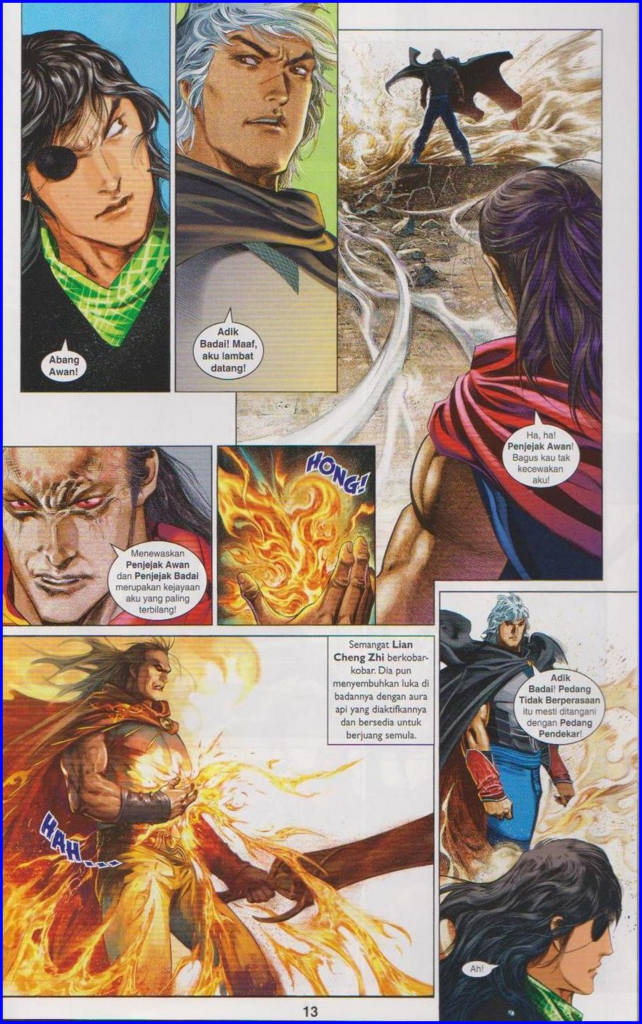 Abang
Awan!
Adik
Badai! Maaf,
aku lambat
datang!
Ha, ha!
Penjejak Awan!
Bagus kau tak
kecewakan
aku!
Menewaskan
Penjejak Awan
dan Penjejak Badai
merupakan kejayaan
aku yang paling
terbilang!
HONG!
Semangat Lian
Cheng Zhi berkobar-
kobar. Dia pun
menyembuhkan luka di
badannya dengan aura
api yang diaktifkannya
dan bersedia untuk
berjuang semula.
HAH....
Adik
Badai! Pedang
Tidak Berperasaan
itu mesti ditangani
dengan Pedang
Pendekar!
Ah!
13